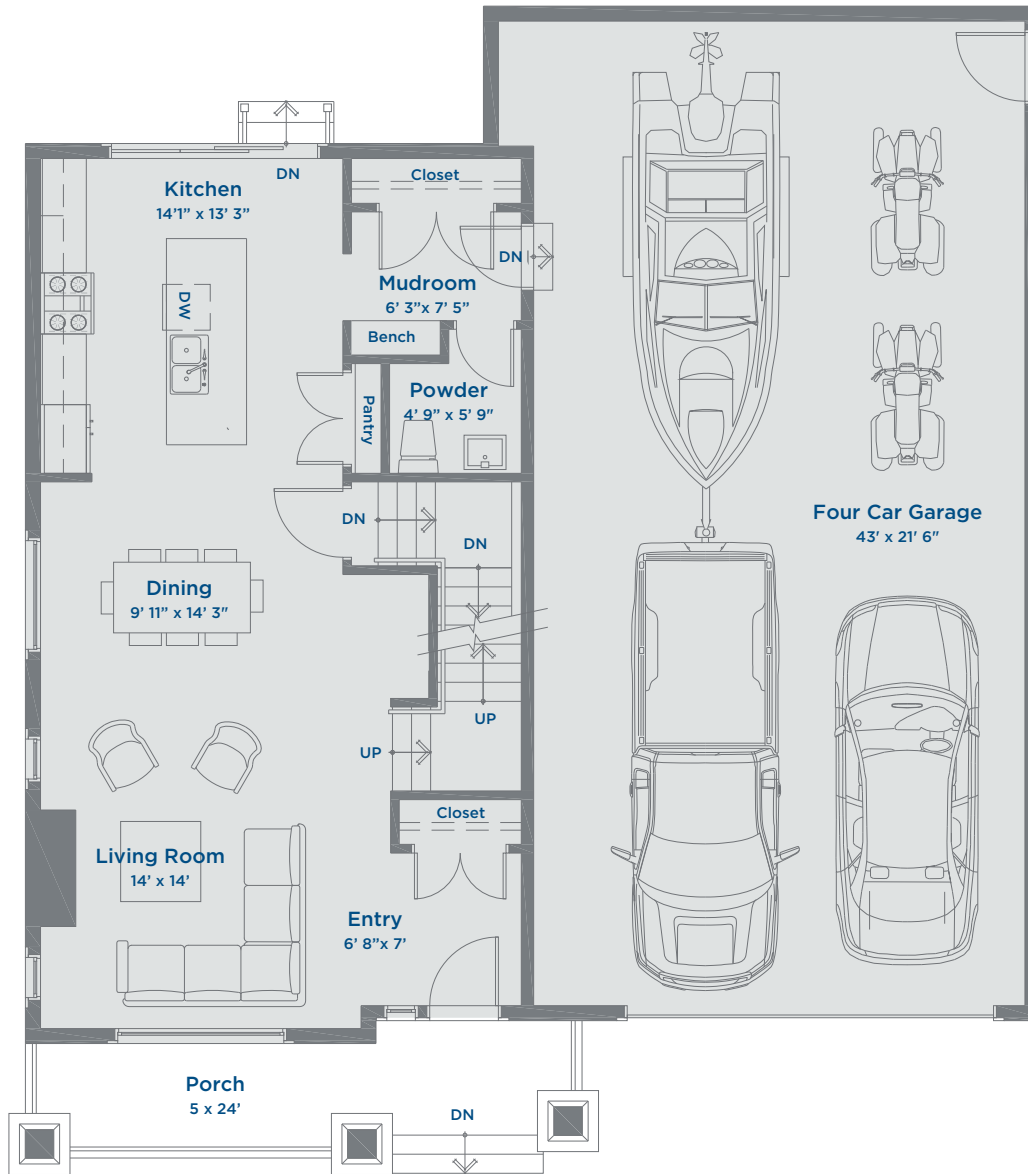 DN
Kitchen
14'1” x 13' 3”
Closet
DN
DW
Mudroom
6' 3”x 7' 5”
Bench
Powder
4' 9” x 5' 9"
Pantry
DN
DN
Four Car Garage
43' x 21' 6"
Dining
9' 11” x 14' 3"
UP
UP
Closet
Living Room
14' x 14'
Entry
6' 8”x 7'
Porch
5 x 24'
DN